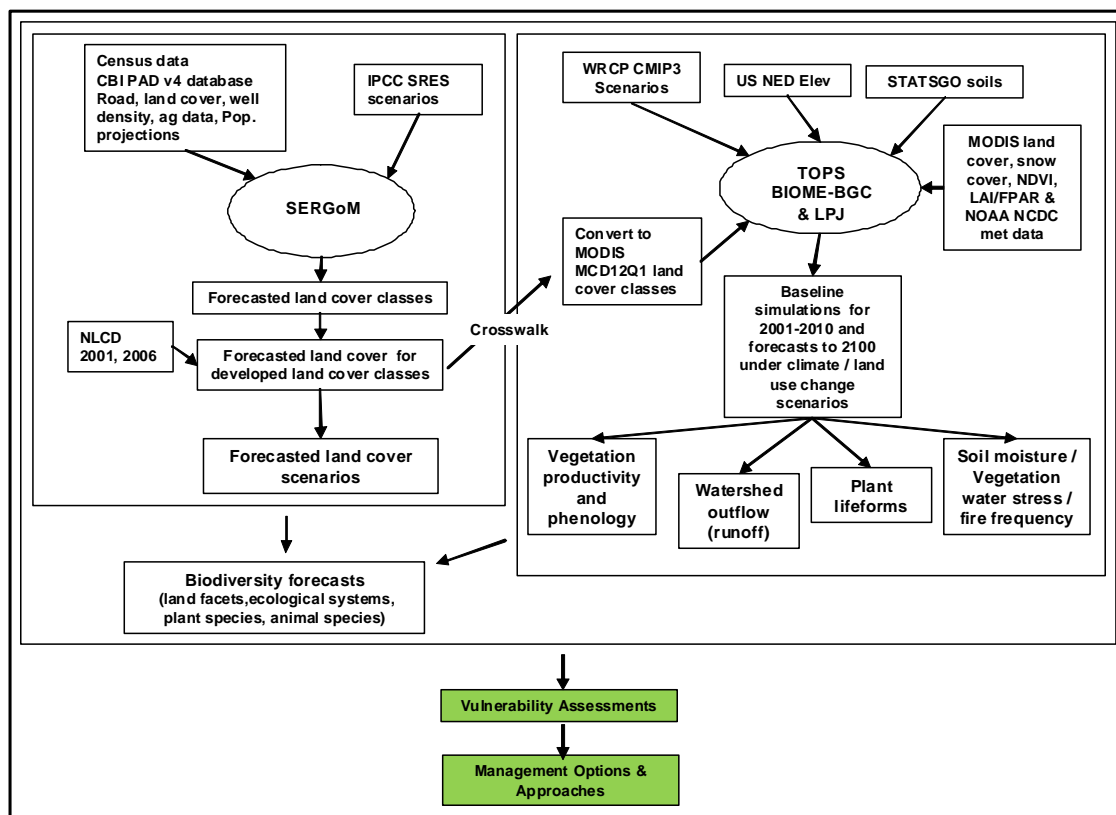 Census data
CBI PAD v4 database
Road, land cover, well
density, ag data, Pop.
projections
IPCC SRES
scenarios
SERGoM
Forecasted land cover classes
NLCD
2001, 2006
Forecasted land cover for
developed land cover classes
Forecasted land cover
scenarios
Crosswalk
WRCP CMIP3
Scenarios
US NED Elev
STATSGO soils
TOPS
BIOME-BGC
& LPJ
MODIS land
cover, snow
cover, NDVI,
LAI/FPAR &
NOAA NCDC
met data
Convert to
MODIS
MCD12Q1 land
cover classes
Baseline
simulations for
2001-2010 and
forecasts to 2100
under climate / land
use change
scenarios
Vegetation
productivity
and
phenology
Watershed
outflow
(runoff)
Plant
lifeforms
Soil moisture /
Vegetation
water stress /
fire frequency
Biodiversity forecasts
(land facets,ecological systems,
plant species, animal species)
Vulnerability Assessments
Management Options &
Approaches